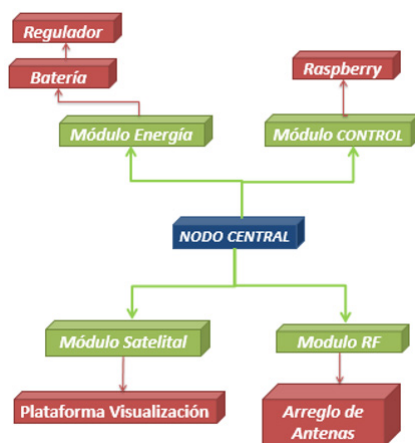 Regulador
Batería
Raspberry
Módulo Energía
Módulo CONTROL
NODO CENTRAL
Módulo Satelital
Modulo RF
Plataforma Visualización
Arreglo de
Antenas